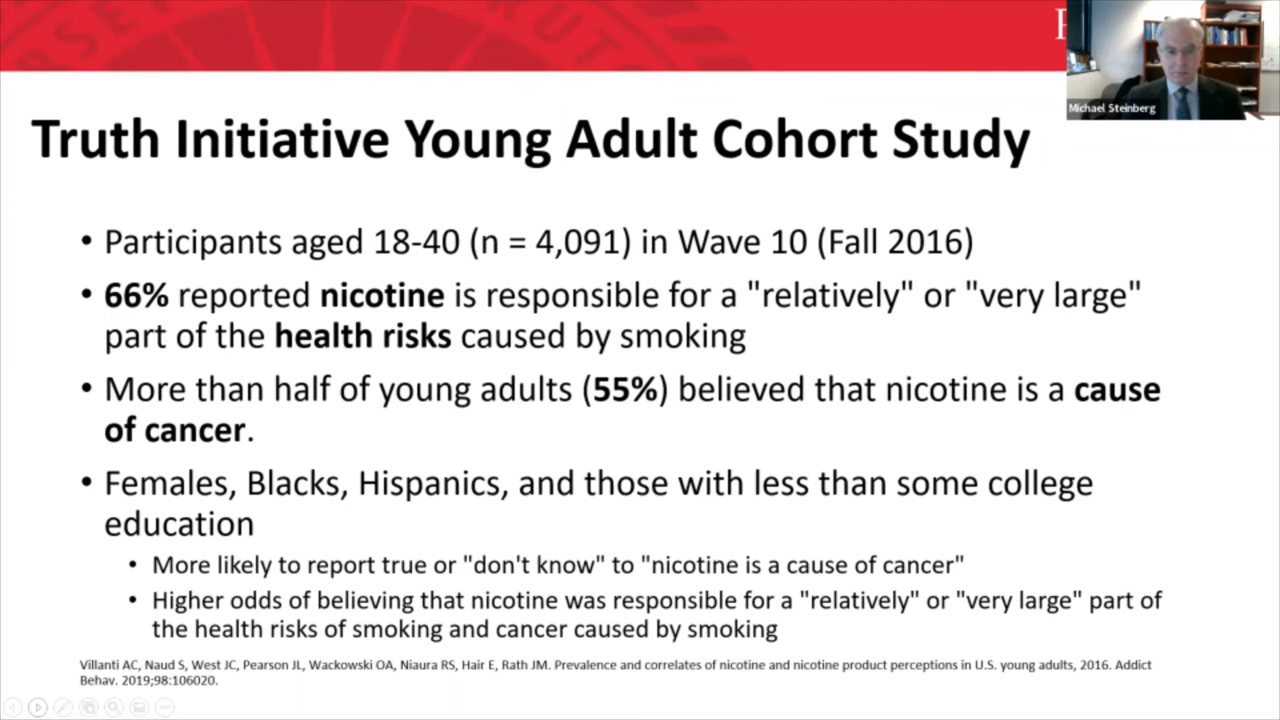 Michael Steinberg
Truth Initiative Young Adult Cohort Study
• Participants aged 18-40 (n = 4,091) in Wave 10 (Fall 2016)
• 66% reported nicotine is responsible for a "relatively" or "very large"
part of the health risks caused by smoking
• More than half of young adults (55%) believed that nicotine is a cause
of cancer.
• Females, Blacks, Hispanics, and those with less than some college
education
• More likely to report true or "don't know" to "nicotine is a cause of cancer"
• Higher odds of believing that nicotine was responsible for a "relatively" or "very large" part of
the health risks of smoking and cancer caused by smoking
Villanti AC, Naud S, West JC, Pearson JL, Wackowski OA, Niaura RS, Hair E, Rath JM. Prevalence and correlates of nicotine and nicotine product perceptions in U.S. young adults, 2016. Addict
Behav. 2019;98:106020.